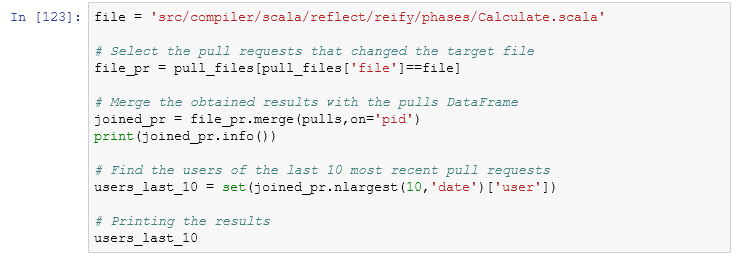 In [123]: file = 'src/compiler/scala/reflect/reify/phases/Calculate.scala'
# Select the pull requests that changed the target file
file_pr = pull_files[pull_files['file']==file]
# Merge the obtained results with the pulls DataFrame
joined_pr = file_pr.merge(pulls,on='pid')
print(joined_pr.info())
# Find the users of the last 10 most recent pull requests
users_last_10 = set(joined_pr.nlargest(10,'date')['user'])
# Printing the results
users_last_10